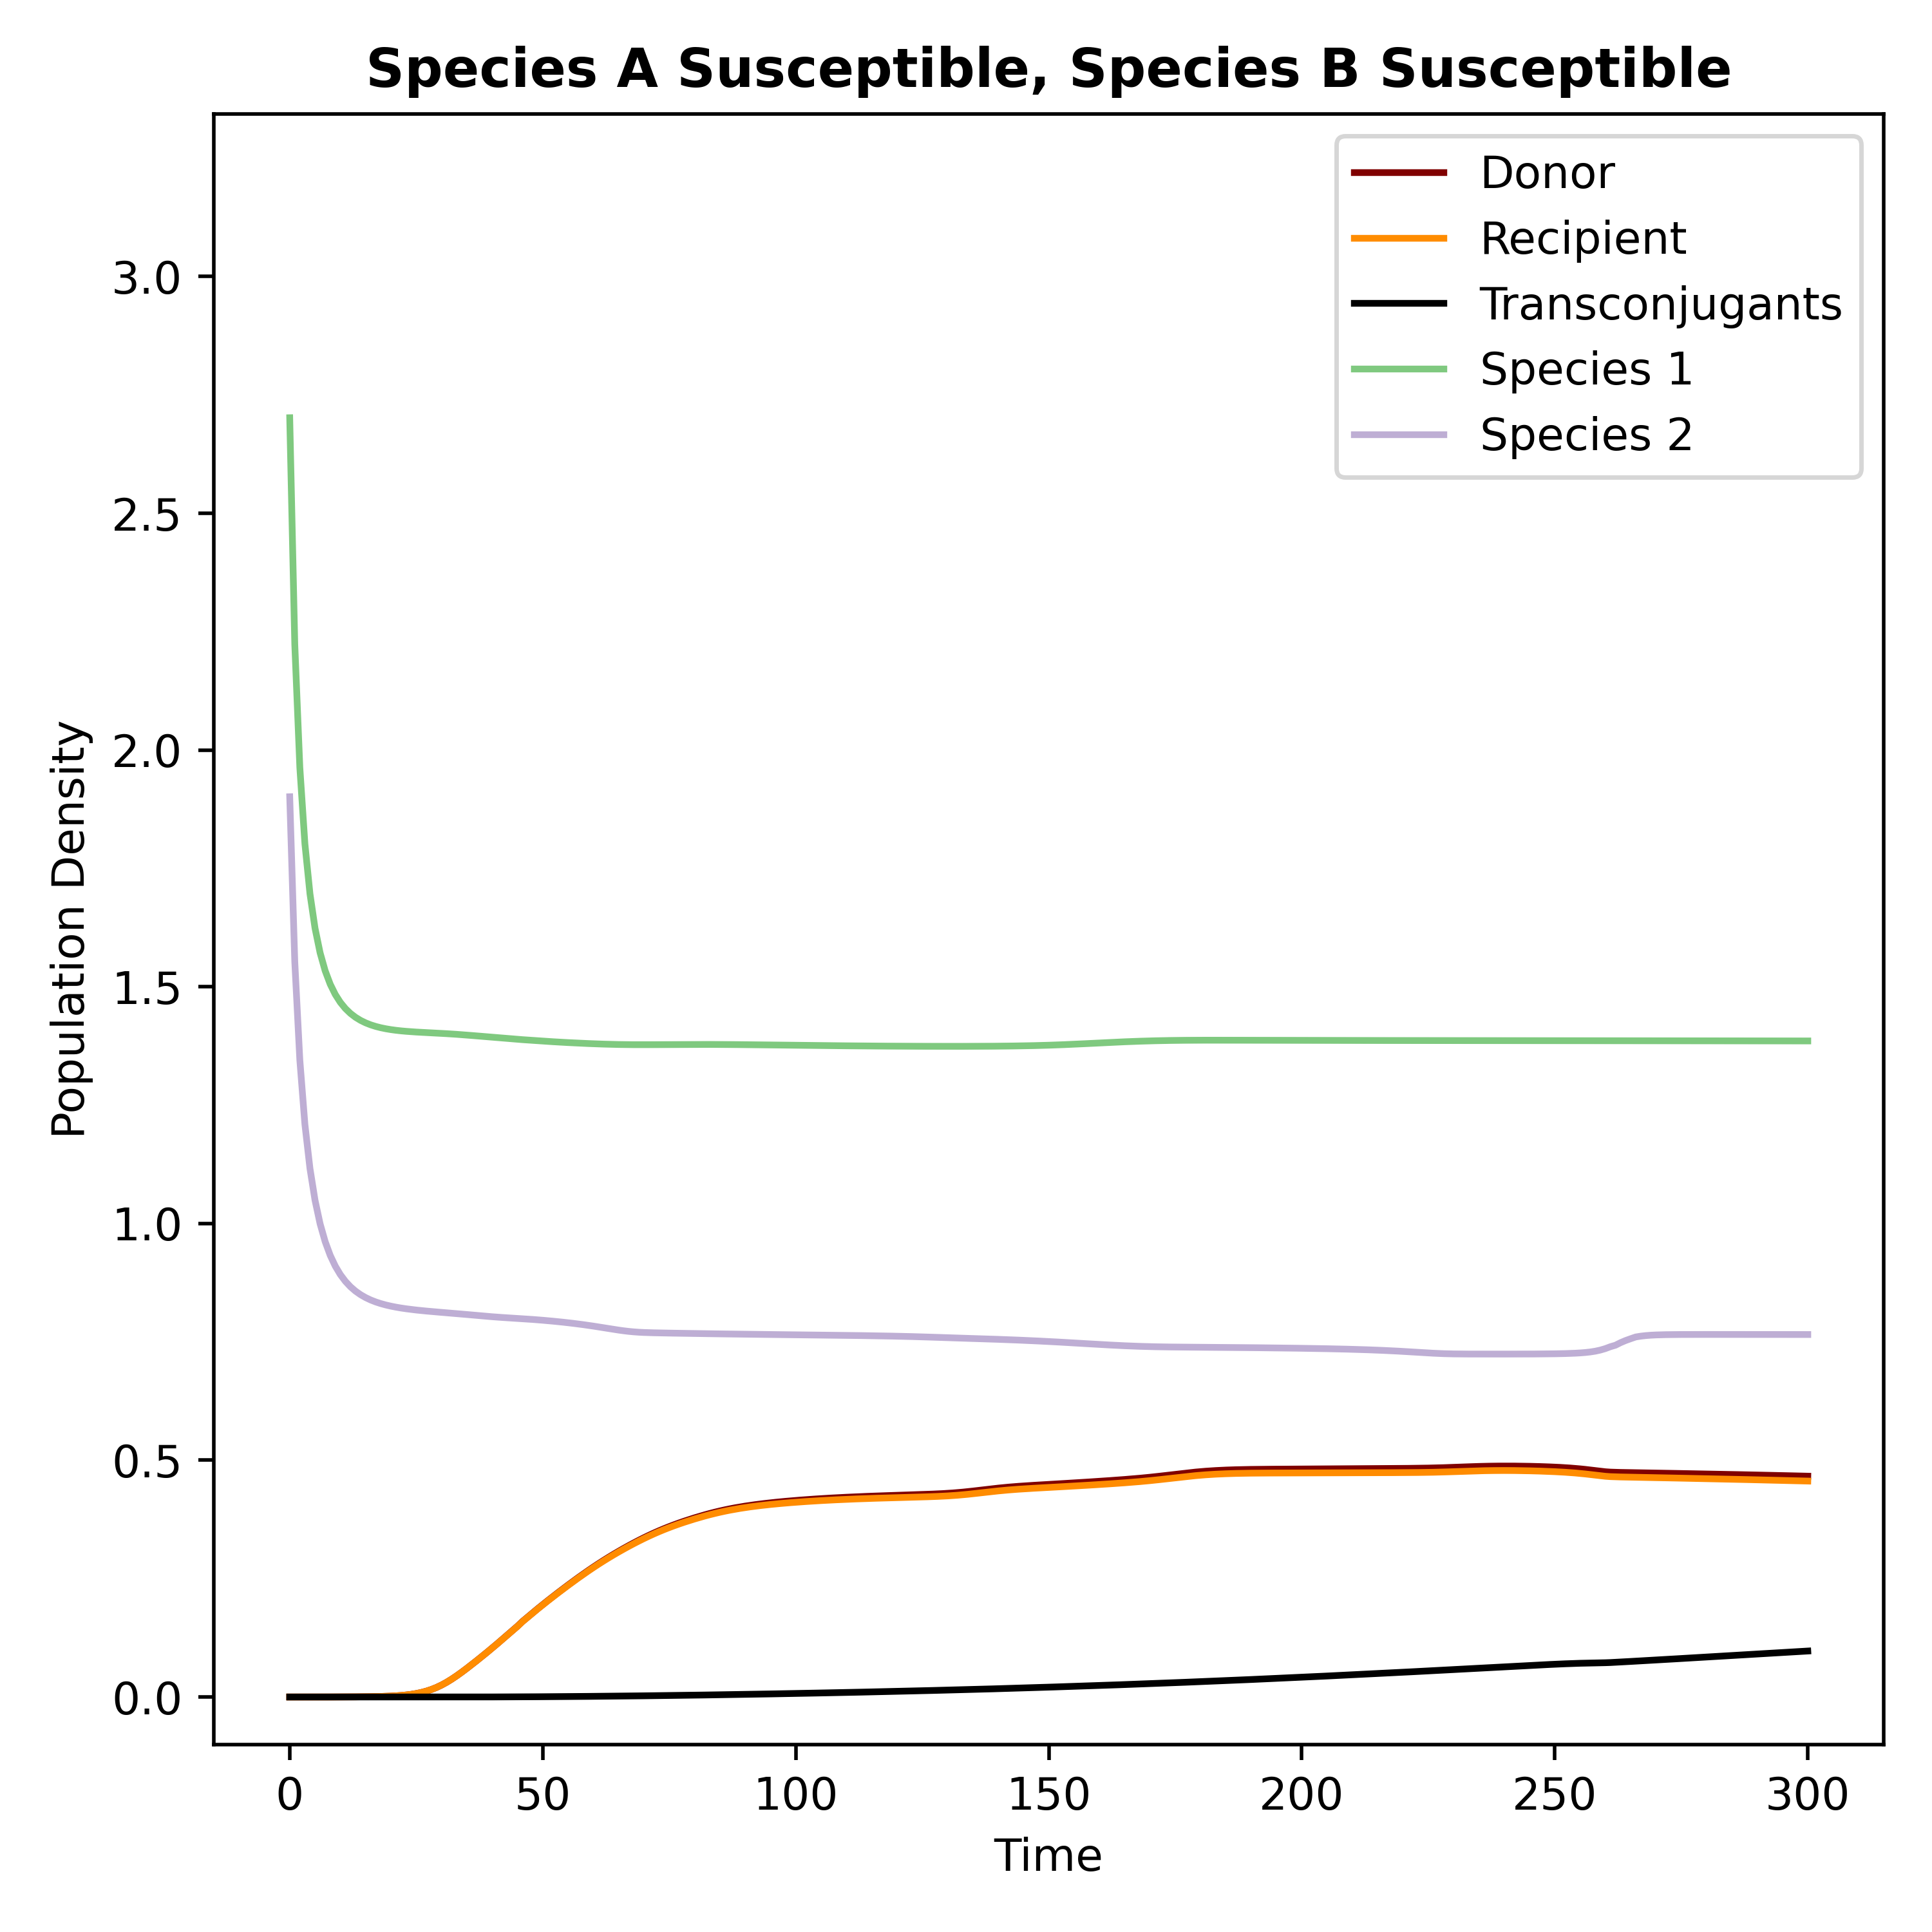 Species A Susceptible, Species B Susceptible
Donor
Recipient
Transconjugants
Species 1
Species 2
Population Density
3.0
2.5
2.0
1.5
1.0
0.5
0.0
0 50 100 150 200 250 300
Time